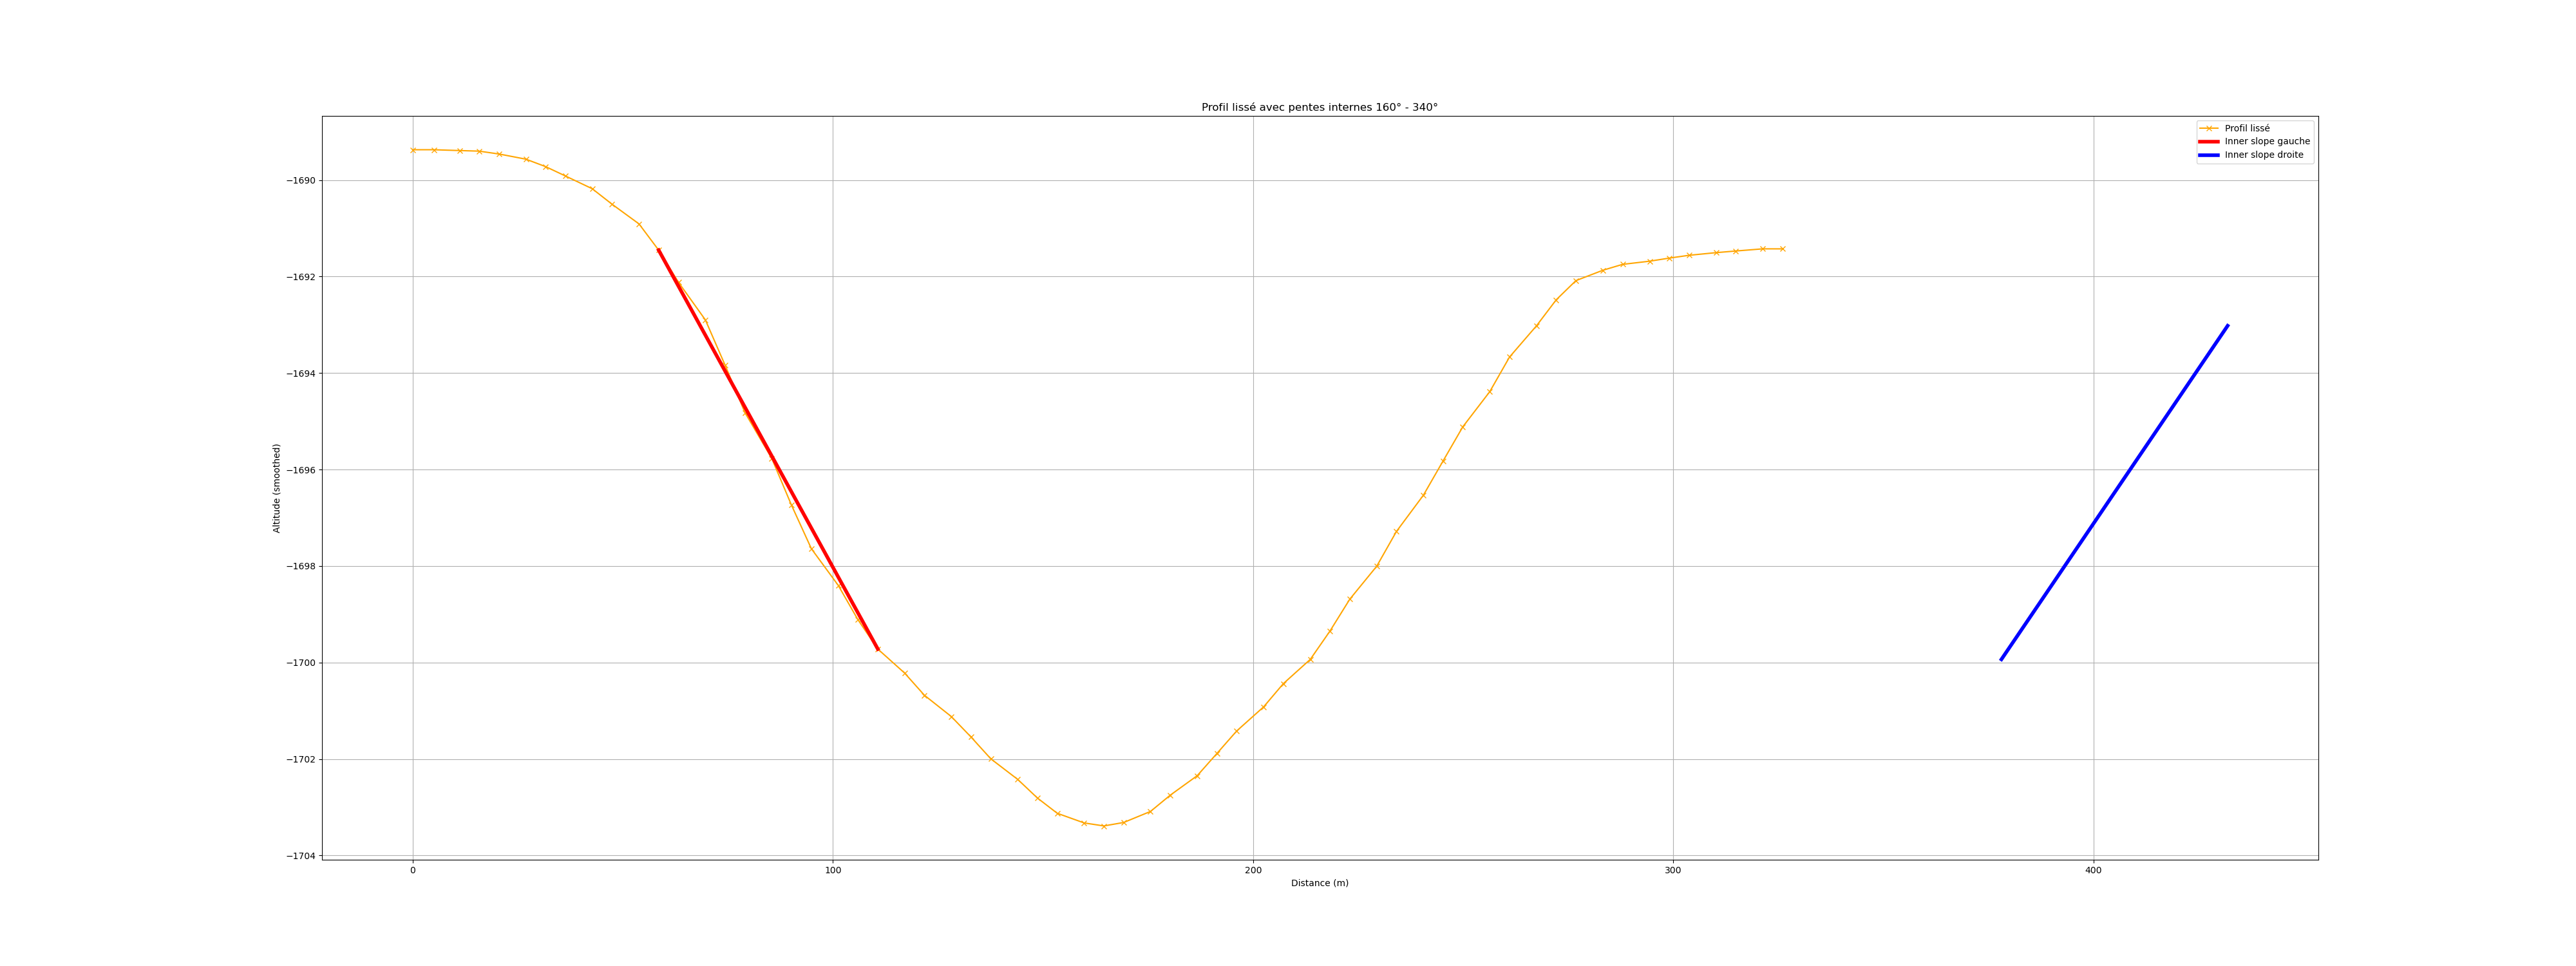 Profil lissé avec pentes internes 160° - 340°
Profil lissé
Inner slope gauche
Inner slope droite
Altitude (smoothed)
−1690
−1692
−1694
−1696
−1698
−1700
−1702
−1704
0
100
200
300
400
Distance (m)